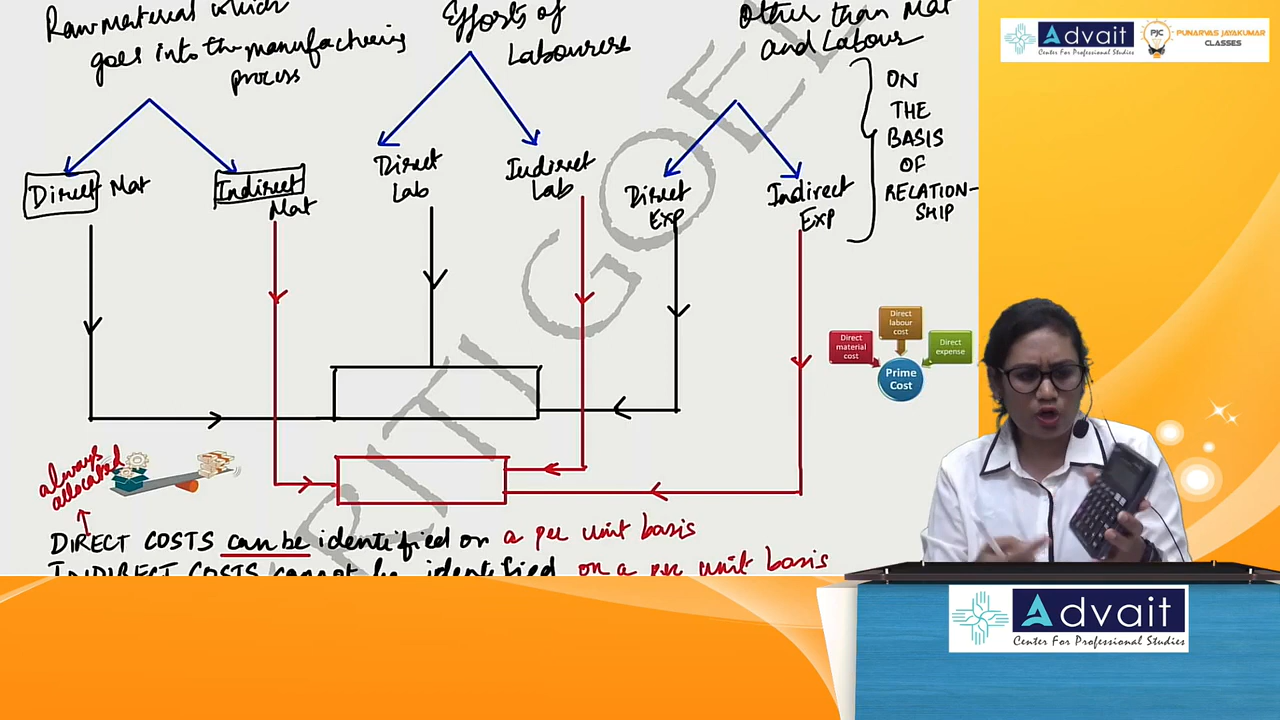 Raw material which
goes into the manufacturing
process
Efforts of
Labourers
Other than Mat
and Labour
ON
THE
BASIS
OF
RELATION-
SHIP
Direct Mat
Indirect
Mat
Direct
Lab
Indirect
Lab
Direct
Exp
Indirect
Exp
RITI GOEL
Direct
labour
cost
Direct
material
cost
Direct
expense
Prime
Cost
always
allocated
DIRECT COSTS can be identified on a per unit basis
INDIRECT COSTS cannot be identified on a per unit basis
Advait
Center For Professional Studies
PJC
PUNARVAS JAYAKUMAR
CLASSES
Advait
Center For Professional Studies